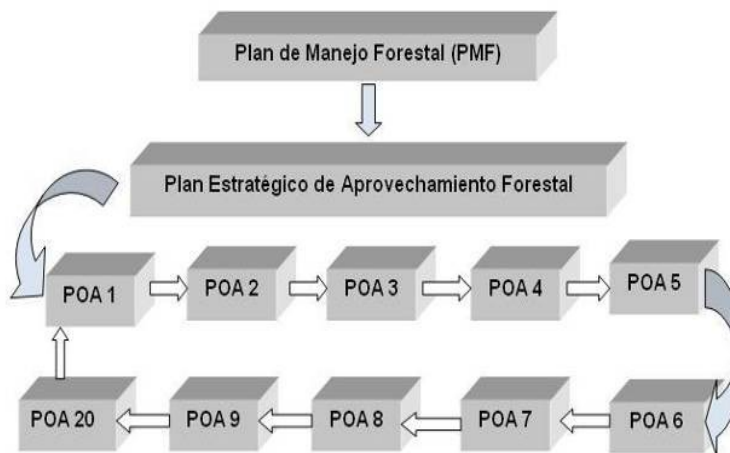 Plan de Manejo Forestal (PMF)
Plan Estratégico de Aprovechamiento Forestal
POA 1
POA 2
POA 3
POA 4
POA 5
POA 6
POA 7
POA 8
POA 9
POA 20